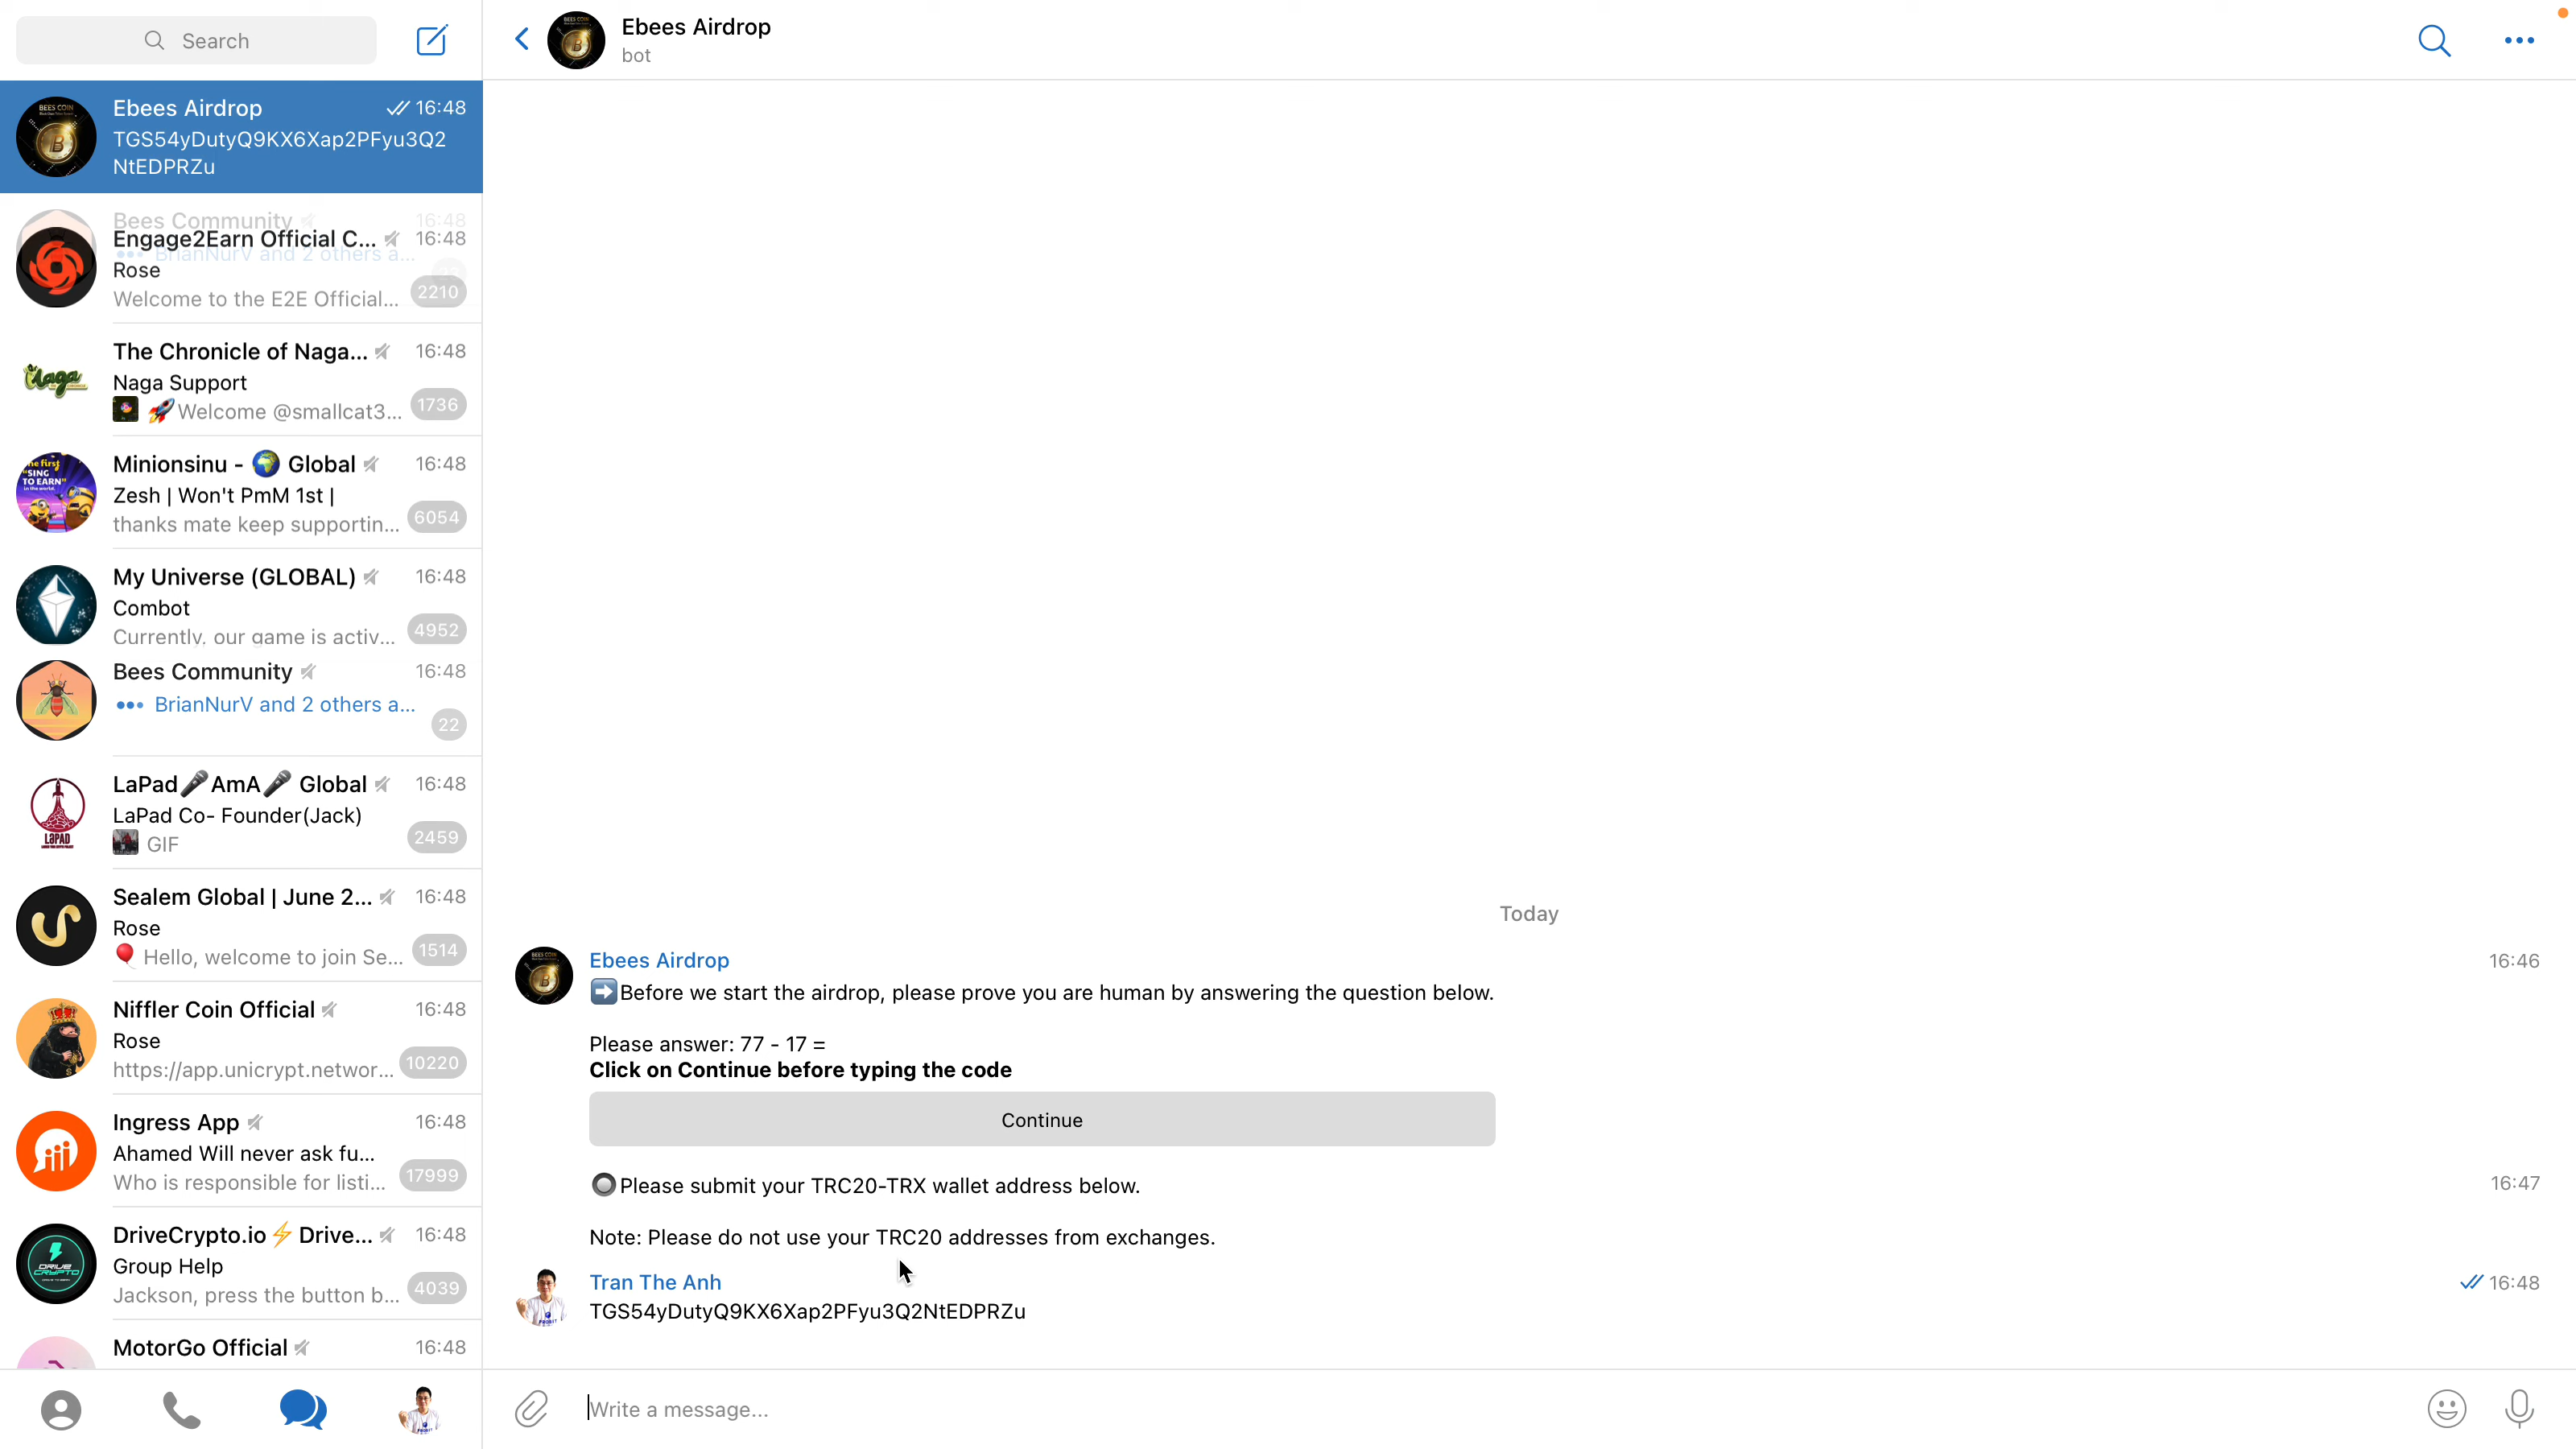 Search
Ebees Airdrop 16:48
TGS54yDutyQ9KX6Xap2PFyu3Q2
NtEDPRZu
Bees Community 16:48
Engage2Earn Official C... 16:48
BrianNurV and 2 others a...
Rose
Welcome to the E2E Official... 2210
The Chronicle of Naga... 16:48
Naga Support
🚀Welcome @smallcat3... 1736
Minionsinu - 🌍 Global 16:48
Zesh | Won't PmM 1st |
thanks mate keep supportin... 6054
My Universe (GLOBAL) 16:48
Combot
Currently, our game is activ... 4952
Bees Community 16:48
BrianNurV and 2 others a...
22
LaPad🎤AmA🎤 Global 16:48
LaPad Co- Founder(Jack)
GIF 2459
Sealem Global | June 2... 16:48
Rose
🎈 Hello, welcome to join Se... 1514
Niffler Coin Official 16:48
Rose
https://app.unicrypt.networ... 10220
Ingress App 16:48
Ahamed Will never ask fu...
Who is responsible for listi... 17999
DriveCrypto.io⚡Drive... 16:48
Group Help
Jackson, press the button b... 4039
MotorGo Official 16:48
Ebees Airdrop
bot
Today
Ebees Airdrop 16:46
➡️Before we start the airdrop, please prove you are human by answering the question below.
Please answer: 77 - 17 =
Click on Continue before typing the code
Continue
🔘Please submit your TRC20-TRX wallet address below. 16:47
Note: Please do not use your TRC20 addresses from exchanges.
Tran The Anh 16:48
TGS54yDutyQ9KX6Xap2PFyu3Q2NtEDPRZu
Write a message...